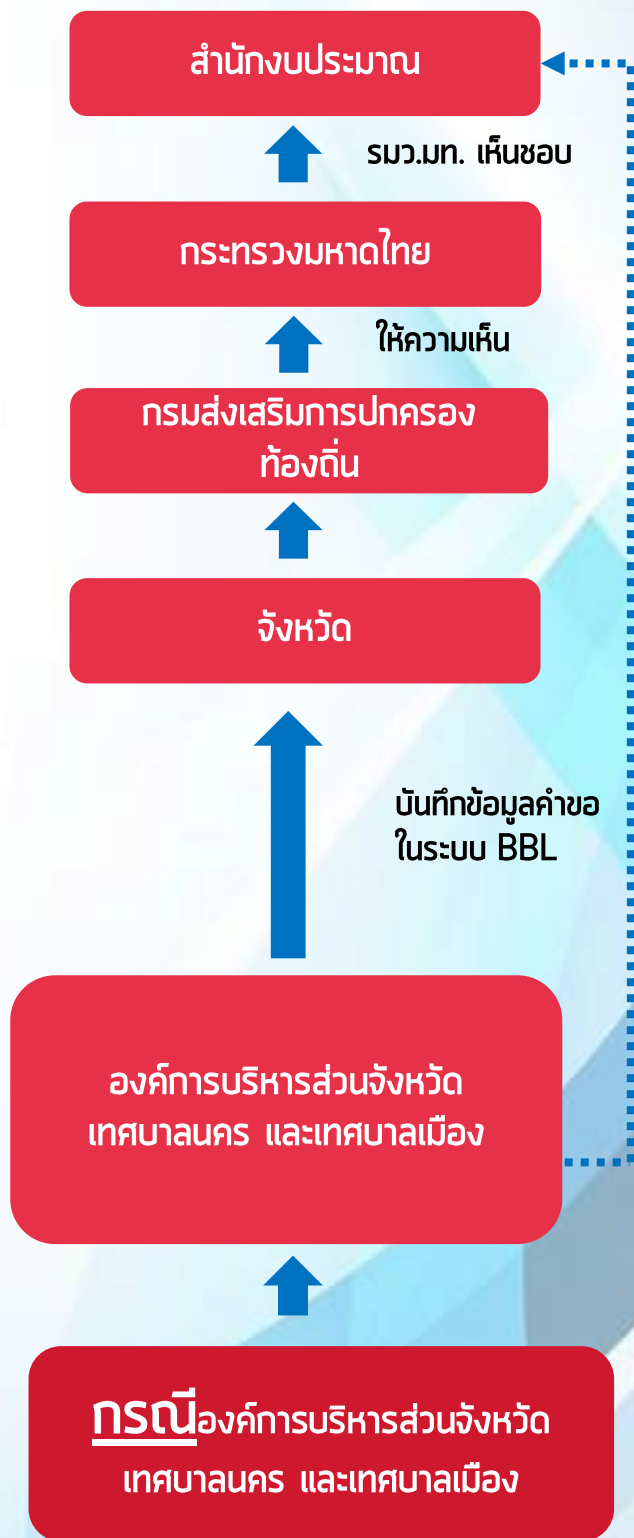 สำนักงบประมาณ
รมว.มท. เห็นชอบ
กระทรวงมหาดไทย
ให้ความเห็น
กรมส่งเสริมการปกครอง
ท้องถิ่น
จังหวัด
บันทึกข้อมูลคำขอ
ในระบบ BBL
องค์การบริหารส่วนจังหวัด
เทศบาลนคร และเทศบาลเมือง
กรณีองค์การบริหารส่วนจังหวัด
เทศบาลนคร และเทศบาลเมือง